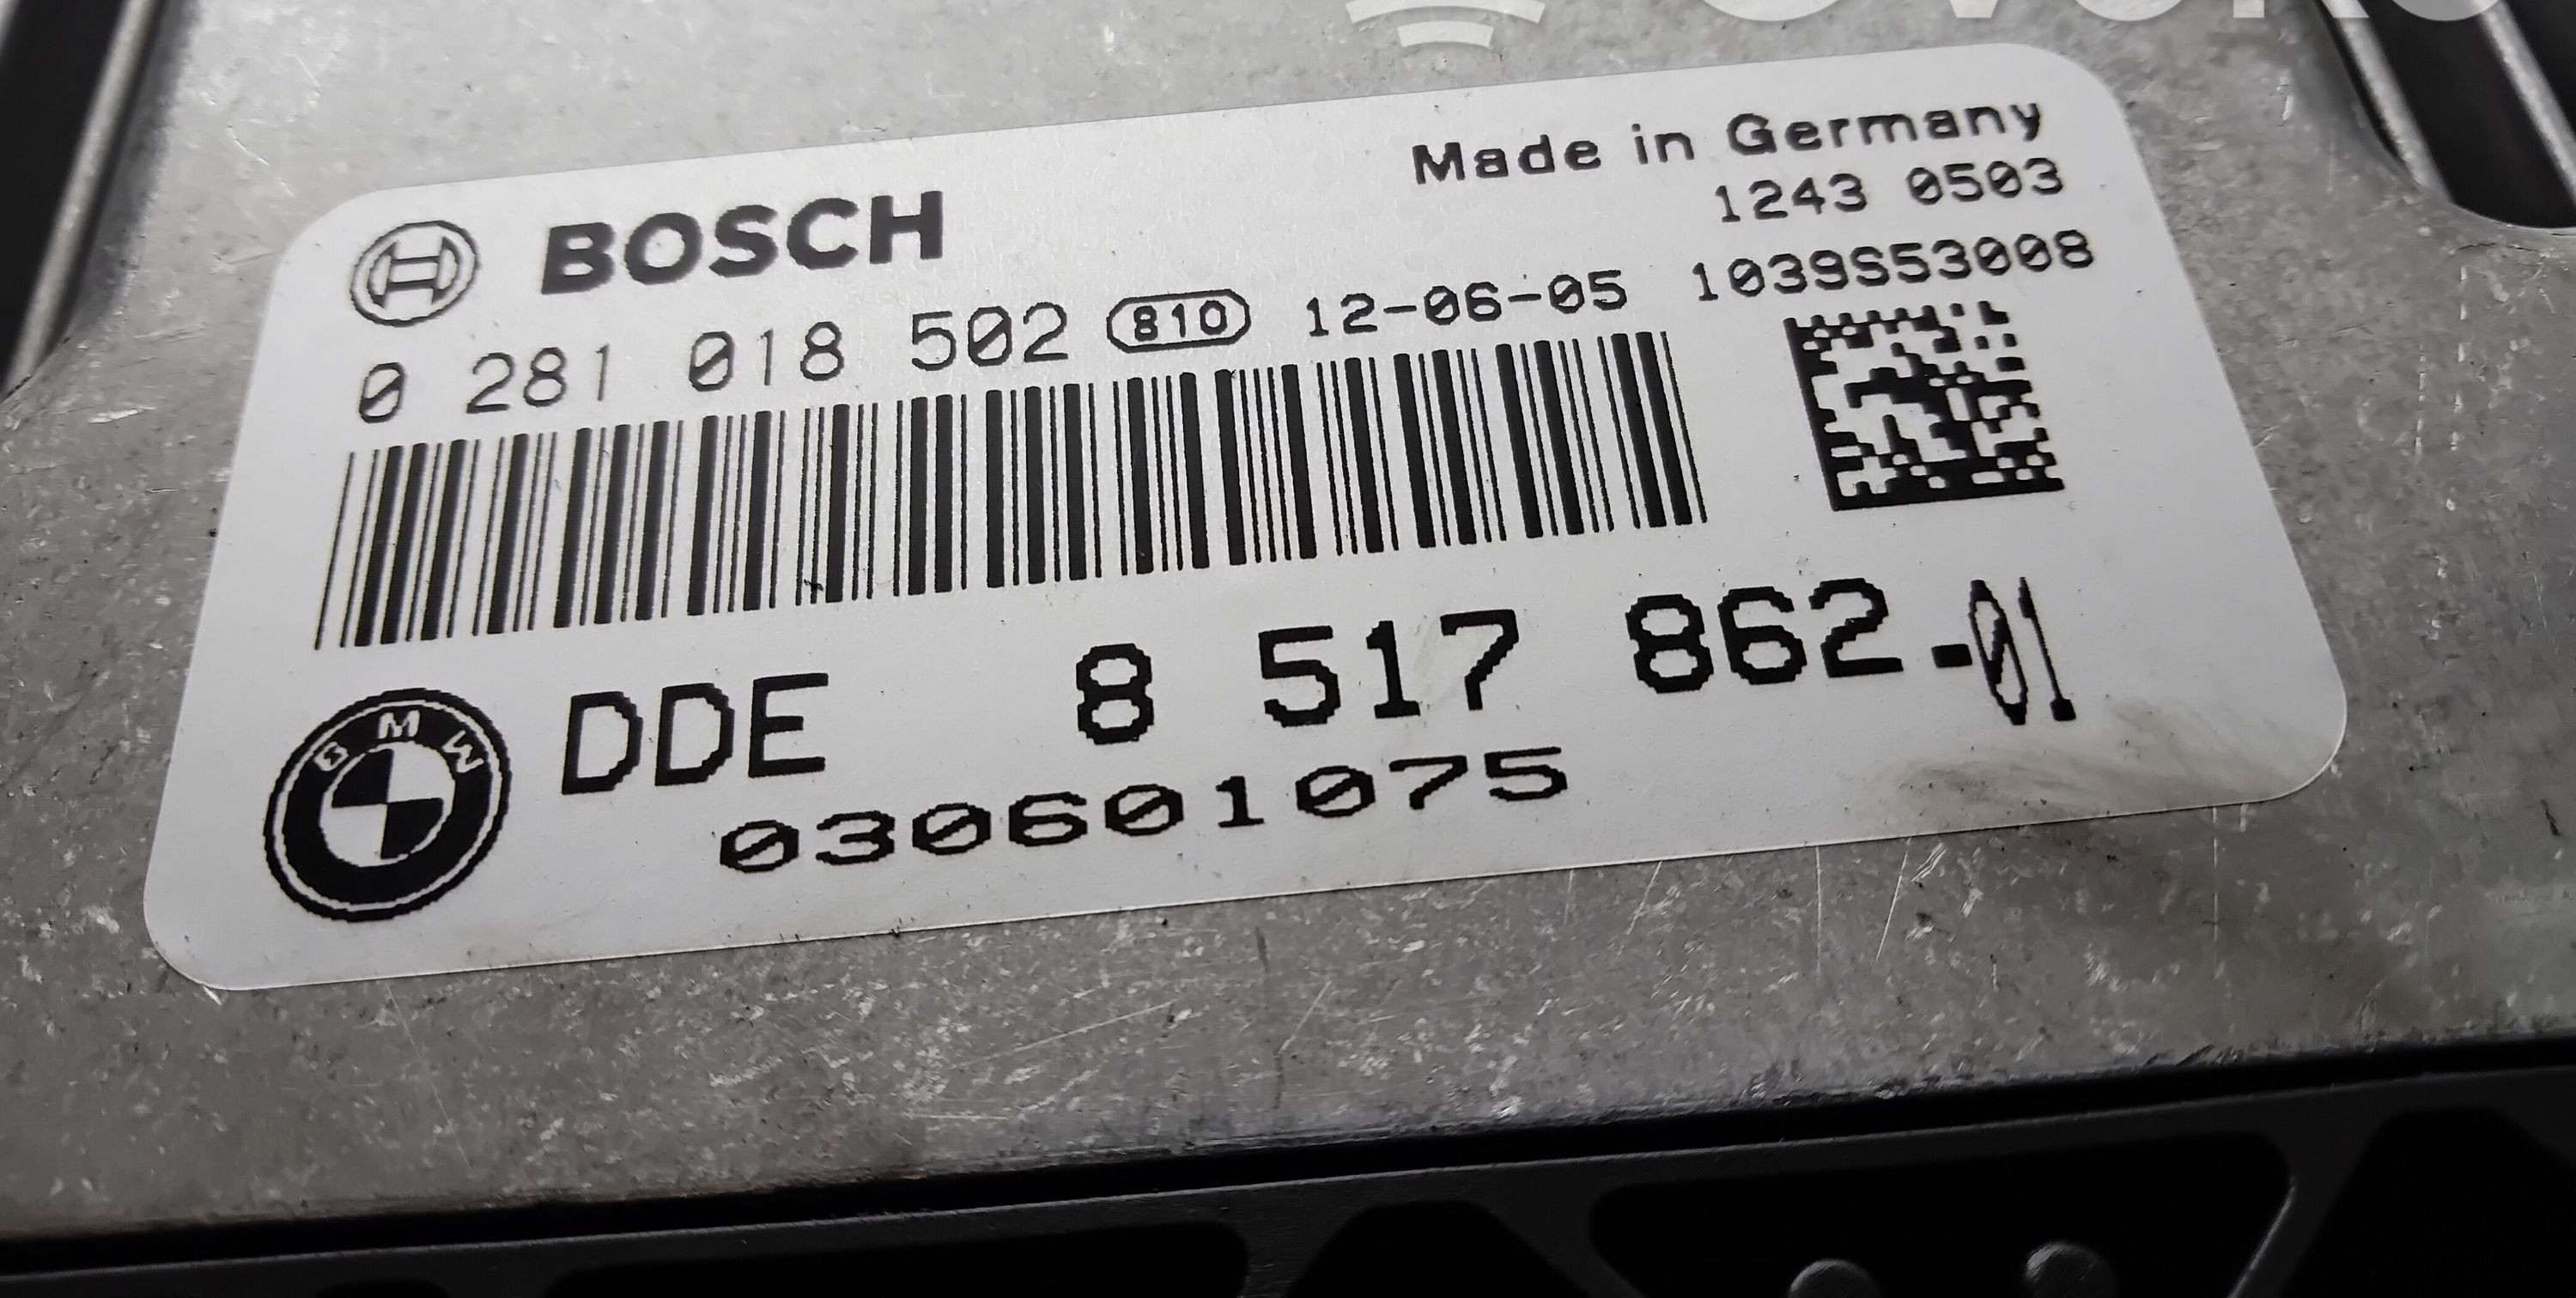 Made in Germany
BOSCH
1243 0503
0 281 018 502 810 12-06-05 1039S53008
BMW
DDE 8 517 862-01
030601075